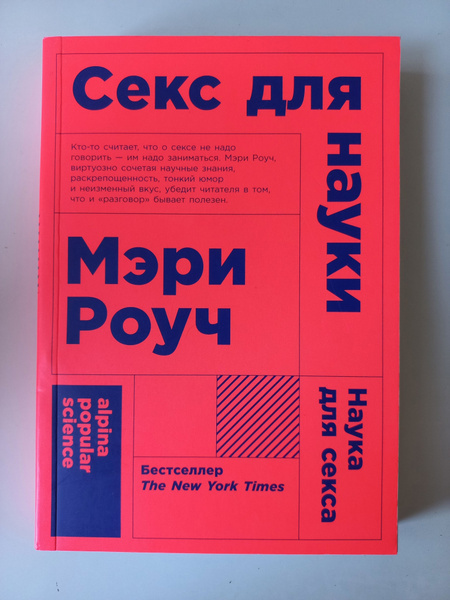 Секс для
науки
Кто-то считает, что о сексе не надо
говорить — им надо заниматься. Мэри Роуч,
виртуозно сочетая научные знания,
раскрепощенность, тонкий юмор
и неизменный вкус, убедит читателя в том,
что и «разговор» бывает полезен.
Мэри
Роуч
Наука
для секса
alpina
popular
science
Бестселлер
The New York Times